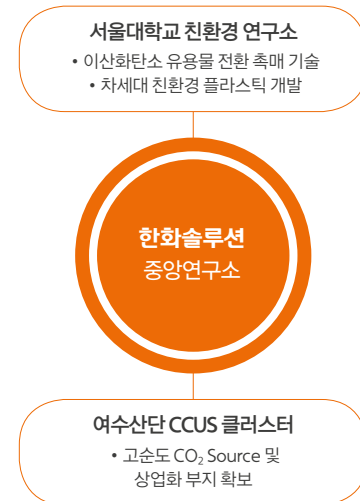 서울대학교 친환경 연구소
• 이산화탄소 유용물 전환 촉매 기술
• 차세대 친환경 플라스틱 개발
한화솔루션
중앙연구소
여수산단 CCUS 클러스터
• 고순도 CO₂ Source 및
상업화 부지 확보